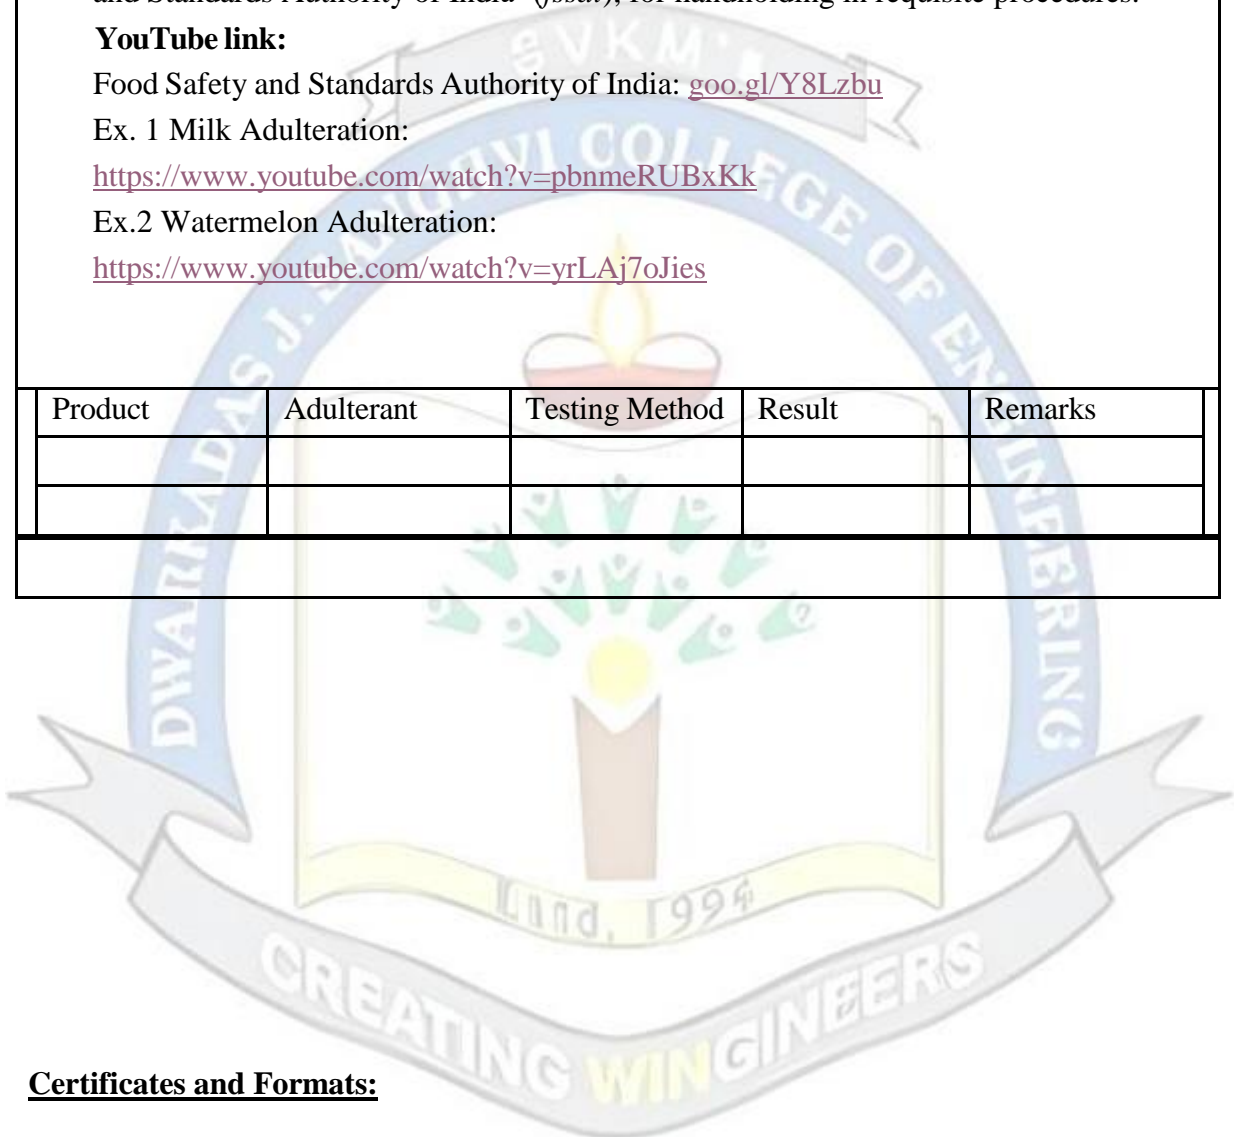 and Standards Authority of India (fssai), for handholding in requisite procedures.
YouTube link:
Food Safety and Standards Authority of India: goo.gl/Y8Lzbu
Ex. 1 Milk Adulteration:
https://www.youtube.com/watch?v=pbnmeRUBxKk
Ex.2 Watermelon Adulteration:
https://www.youtube.com/watch?v=yrLAj7oJies
Product Adulterant Testing Method Result Remarks
Certificates and Formats:
SVKM's
DWARKADAS J. SANGHVI COLLEGE OF ENGINEERING
1994
CREATING WINGINEERS